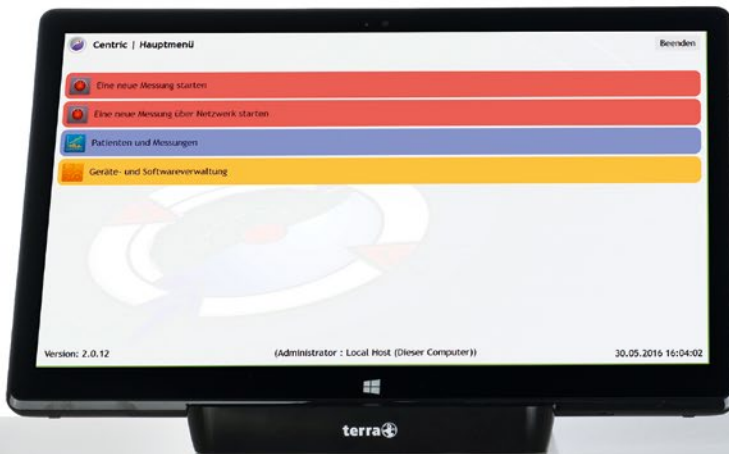 Centric | Hauptmenü
Beenden
Eine neue Messung starten
Eine neue Messung über Netzwerk starten
Patienten und Messungen
Geräte- und Softwareverwaltung
Version: 2.0.12
(Administrator : Local Host (Dieser Computer))
30.05.2016 16:04:02
terra